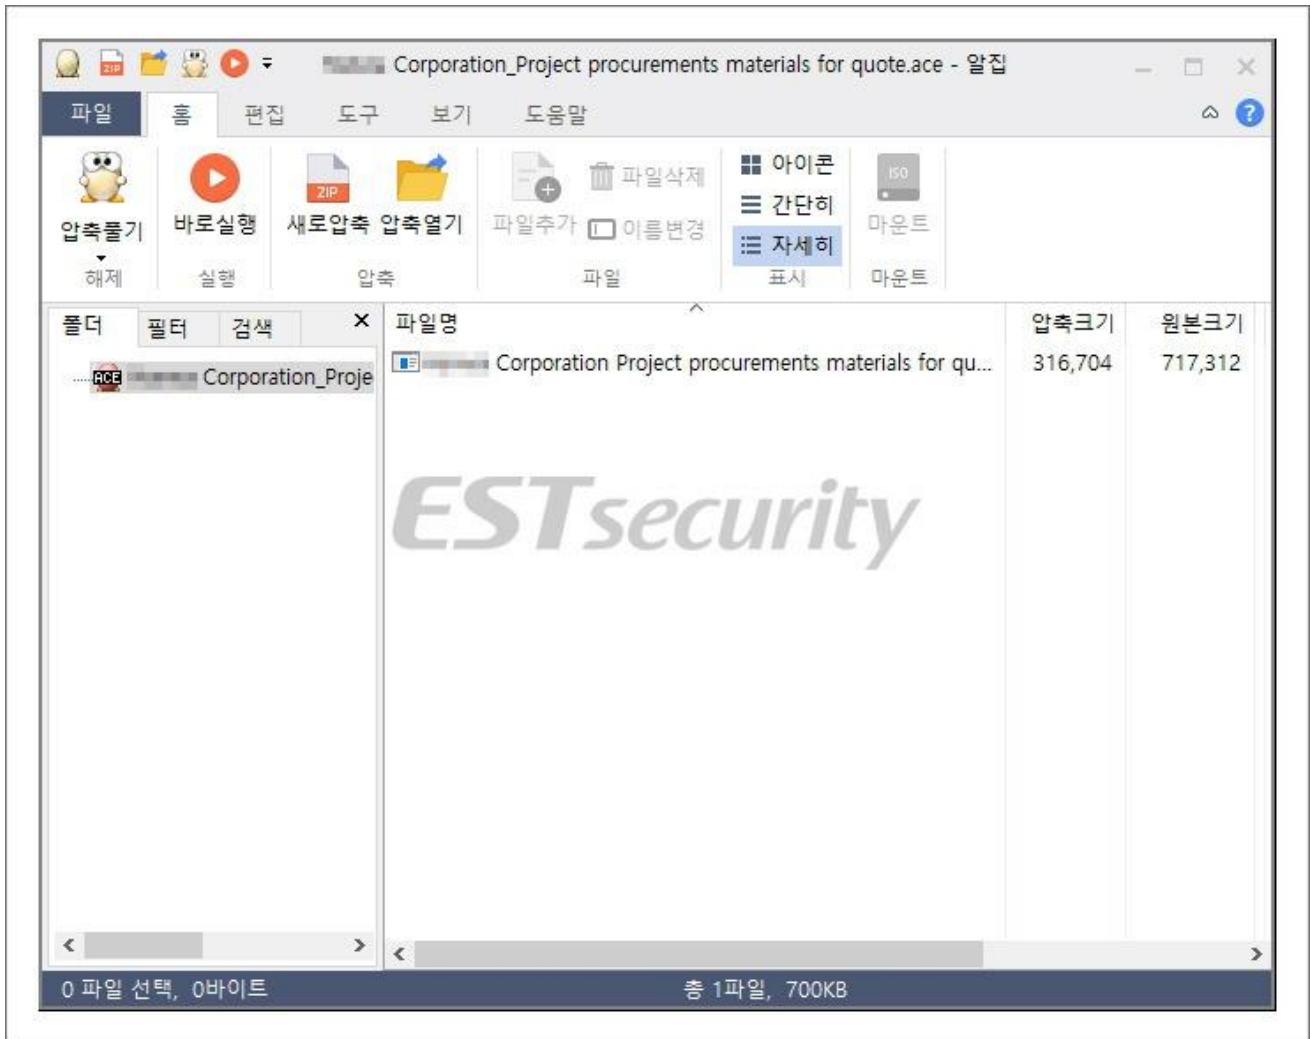 Corporation_Project procurements materials for quote.ace - 알집
파일 홈 편집 도구 보기 도움말
압축풀기 바로실행 ZIP 새로압축 압축열기 파일추가 파일삭제 이름변경 아이콘 간단히 자세히 ISO 마운트
해제 실행 압축 파일 표시 마운트
폴더 필터 검색 파일명 압축크기 원본크기
ACE Corporation_Proje Corporation Project procurements materials for qu... 316,704 717,312
ESTsecurity
0 파일 선택, 0바이트 총 1파일, 700KB